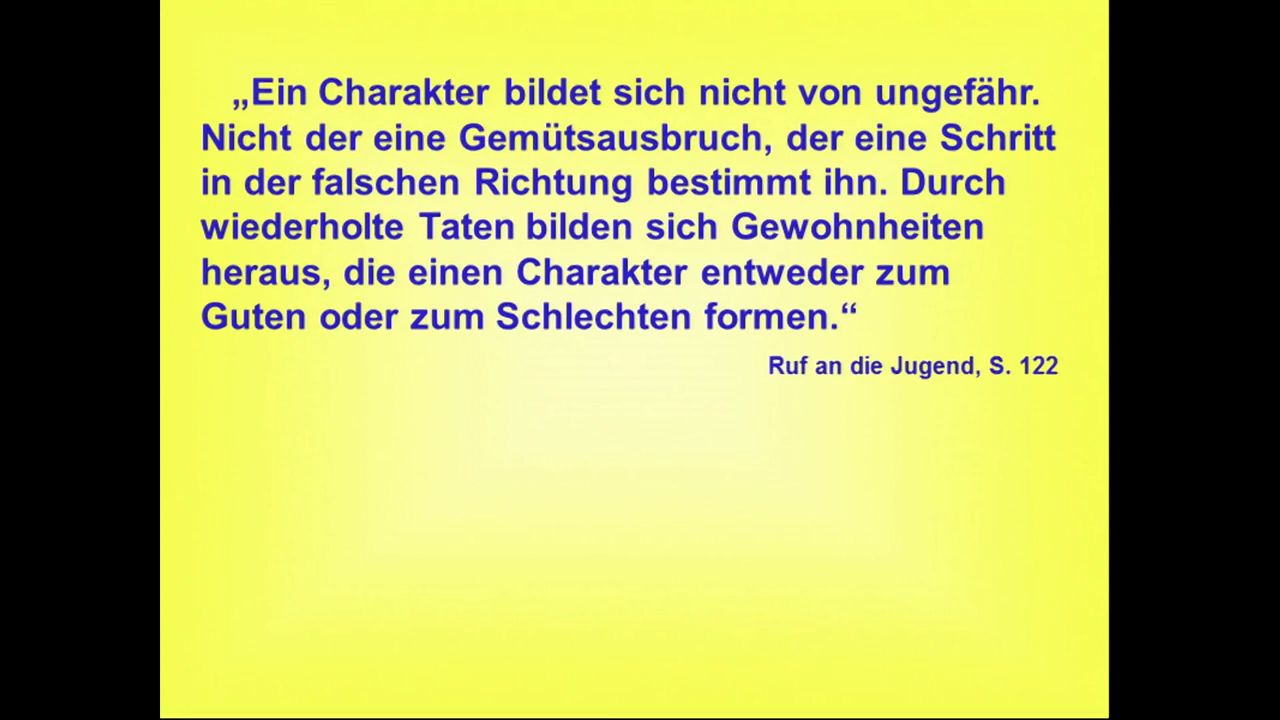 „Ein Charakter bildet sich nicht von ungefähr.
Nicht der eine Gemütsausbruch, der eine Schritt
in der falschen Richtung bestimmt ihn. Durch
wiederholte Taten bilden sich Gewohnheiten
heraus, die einen Charakter entweder zum
Guten oder zum Schlechten formen.“
Ruf an die Jugend, S. 122